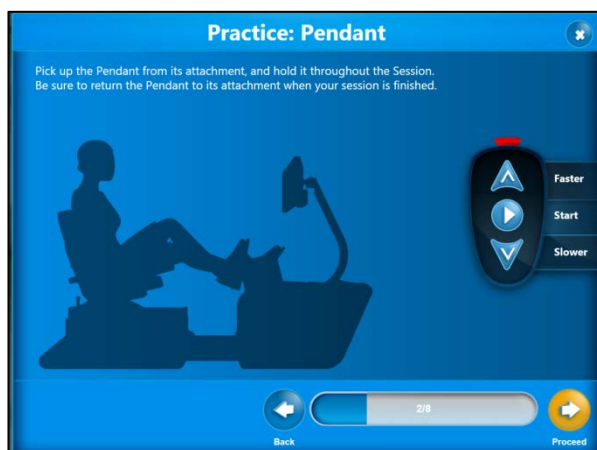 Practice: Pendant
Pick up the Pendant from its attachment, and hold it throughout the Session.
Be sure to return the Pendant to its attachment when your session is finished.
Faster
Start
Slower
2/8
Back
Proceed